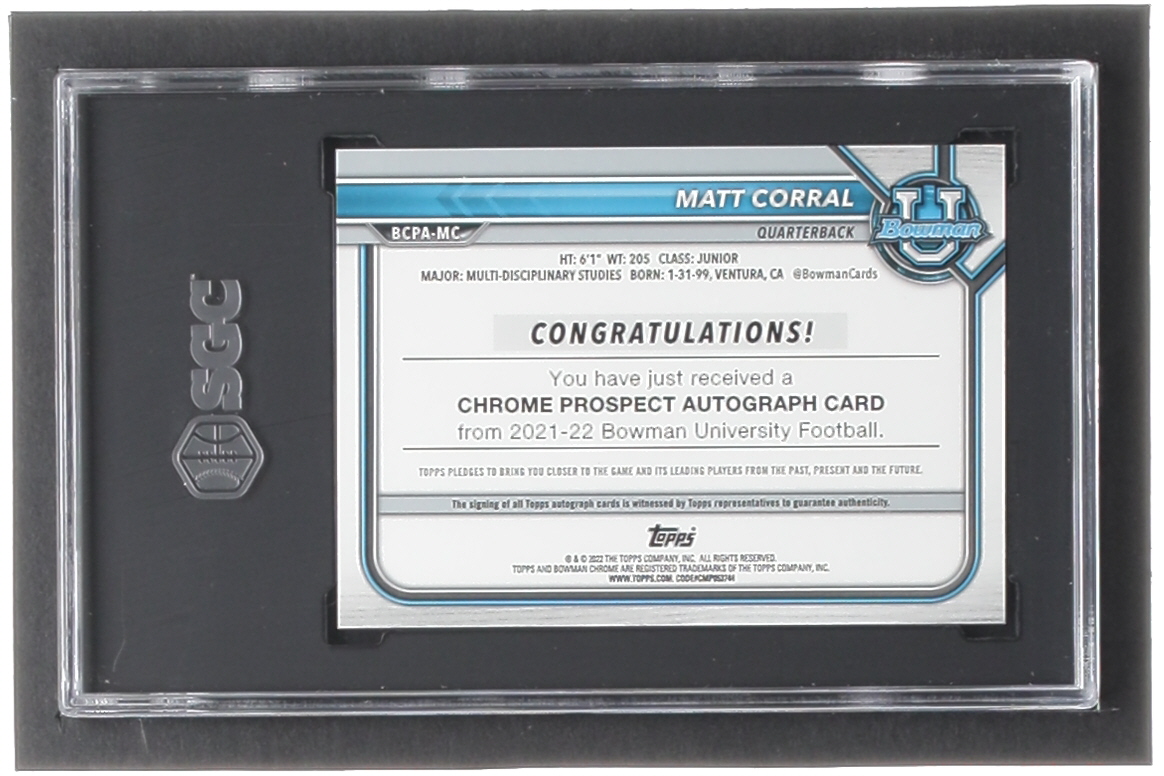 SGC
MATT CORRAL
U
Bowman
BCPA-MC
QUARTERBACK
HT: 6'1" WT: 205 CLASS: JUNIOR
MAJOR: MULTI-DISCIPLINARY STUDIES BORN: 1-31-99, VENTURA, CA @BowmanCards
CONGRATULATIONS!
You have just received a
CHROME PROSPECT AUTOGRAPH CARD
from 2021-22 Bowman University Football.
TOPPS PLEDGES TO BRING YOU CLOSER TO THE GAME AND ITS LEADING PLAYERS FROM THE PAST, PRESENT AND THE FUTURE.
The signing of all Topps autograph cards is witnessed by Topps representatives to guarantee authenticity.
Topps
® & © 2022 THE TOPPS COMPANY, INC. ALL RIGHTS RESERVED.
TOPPS AND BOWMAN CHROME ARE REGISTERED TRADEMARKS OF THE TOPPS COMPANY, INC.
WWW.TOPPS.COM. CODE#CMP053744